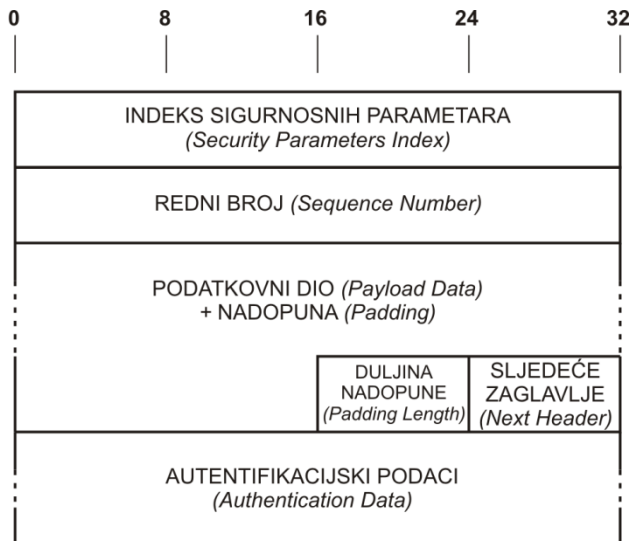 0 8 16 24 32
INDEKS SIGURNOSNIH PARAMETARA
(Security Parameters Index)
REDNI BROJ (Sequence Number)
PODATKOVNI DIO (Payload Data)
+ NADOPUNA (Padding)
DULJINA
NADOPUNE
(Padding Length)
SLJEDEĆE
ZAGLAVLJE
(Next Header)
AUTENTIFIKACIJSKI PODACI
(Authentication Data)